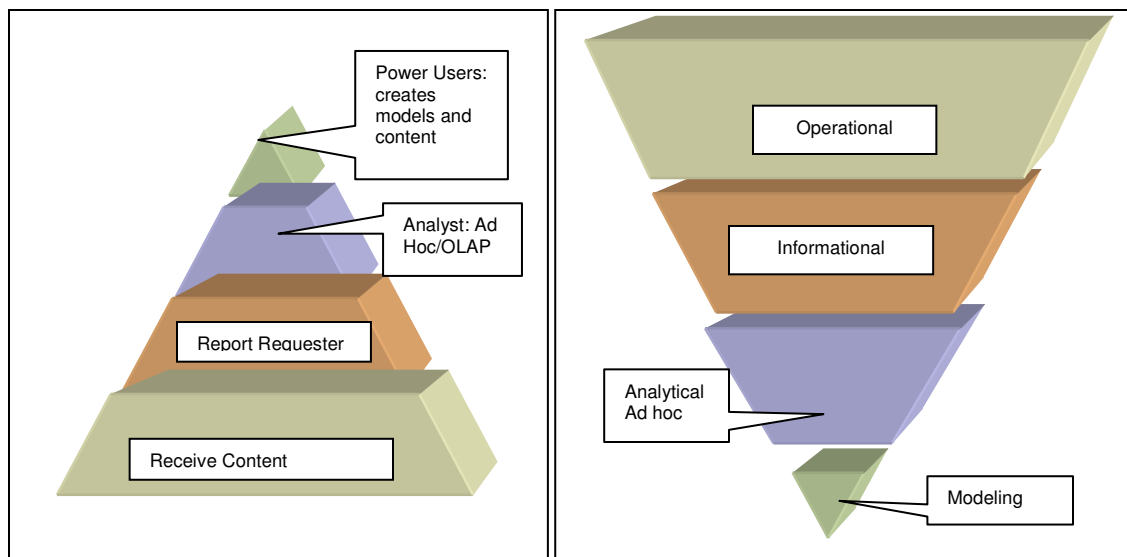 Power Users:
creates
models and
content
Analyst: Ad
Hoc/OLAP
Report Requester
Receive Content
Operational
Informational
Analytical
Ad hoc
Modeling